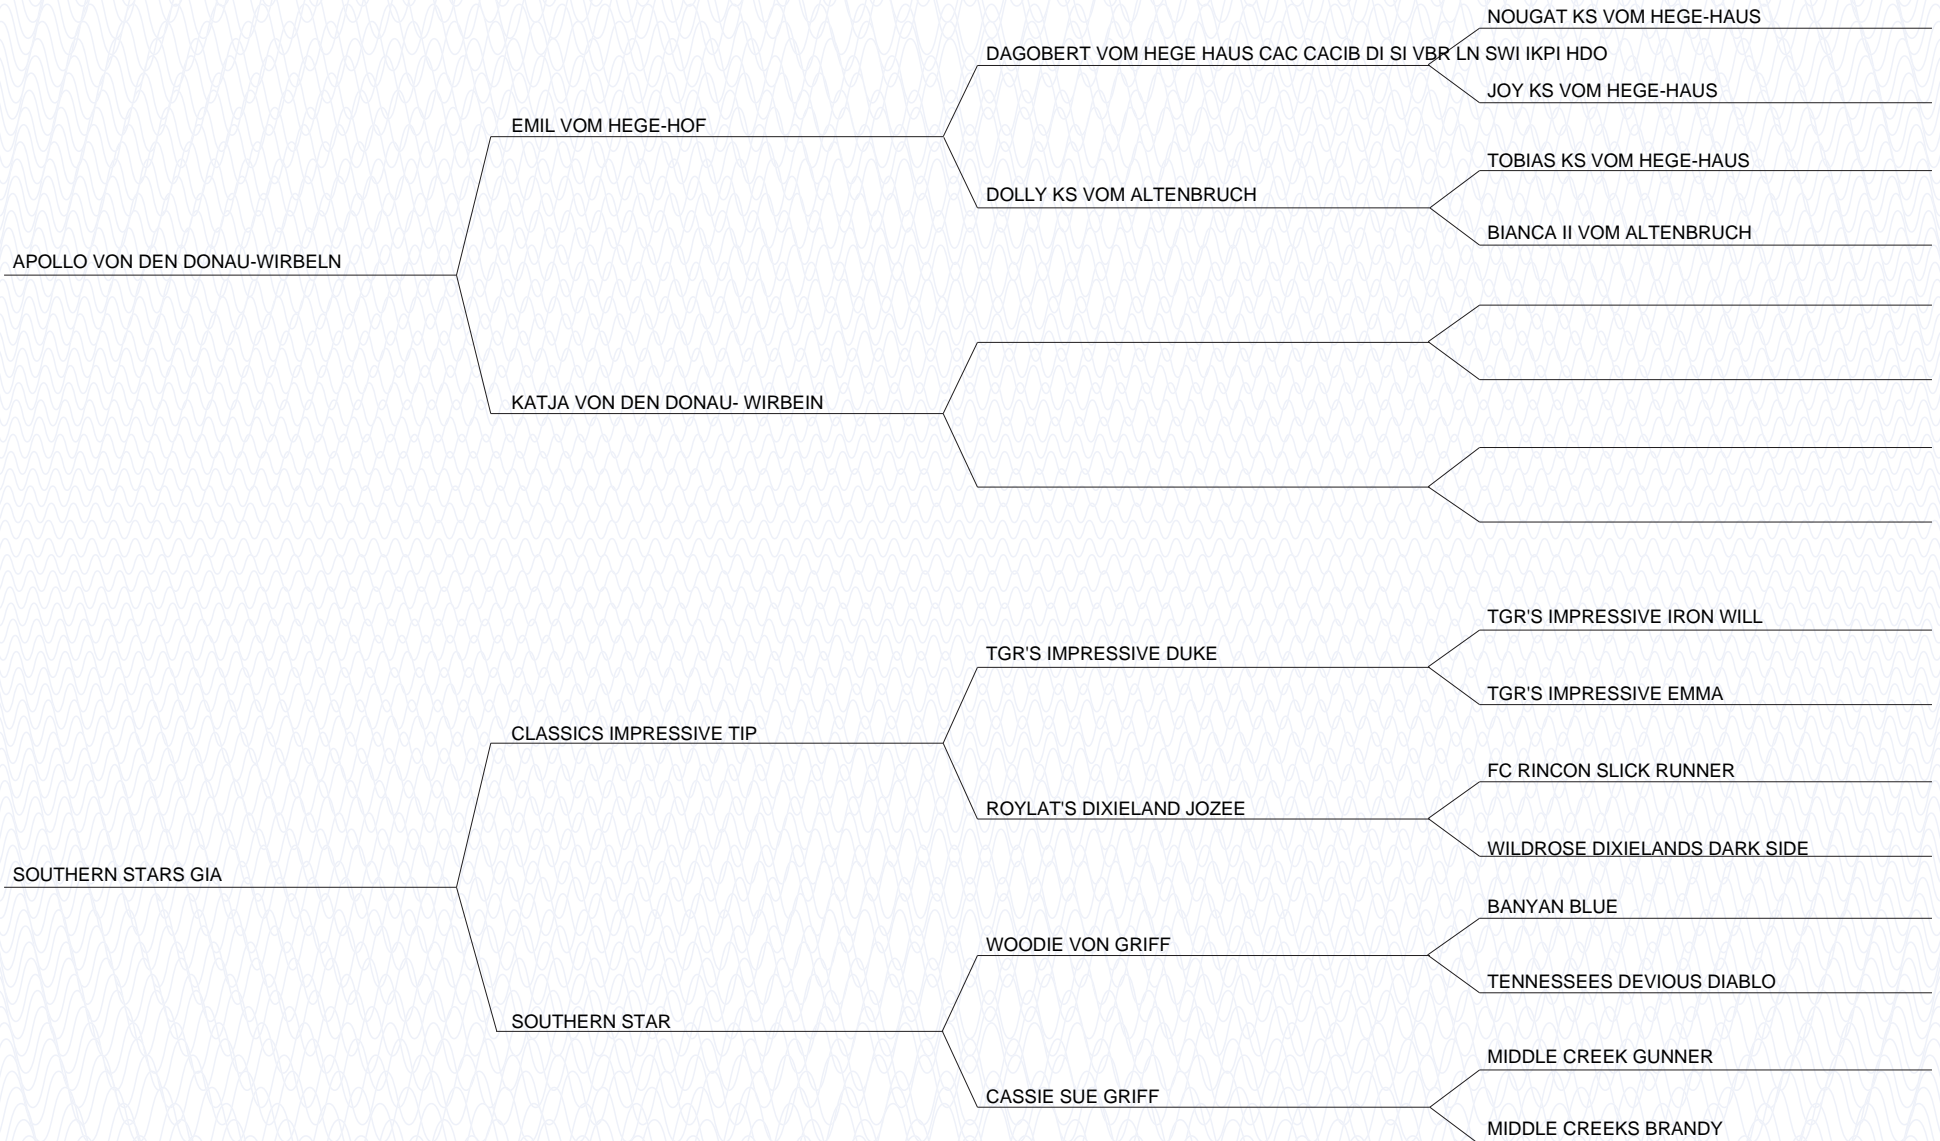 NOUGAT KS VOM HEGE-HAUS
DAGOBERT VOM HEGE HAUS CAC CACIB DI SI VBR LN SWI IKPI HDO
JOY KS VOM HEGE-HAUS
EMIL VOM HEGE-HOF
TOBIAS KS VOM HEGE-HAUS
DOLLY KS VOM ALTENBRUCH
BIANCA II VOM ALTENBRUCH
APOLLO VON DEN DONAU-WIRBELN
KATJA VON DEN DONAU- WIRBEIN
TGR'S IMPRESSIVE IRON WILL
TGR'S IMPRESSIVE DUKE
TGR'S IMPRESSIVE EMMA
CLASSICS IMPRESSIVE TIP
FC RINCON SLICK RUNNER
ROYLAT'S DIXIELAND JOZEE
WILDROSE DIXIELANDS DARK SIDE
SOUTHERN STARS GIA
BANYAN BLUE
WOODIE VON GRIFF
TENNESSEES DEVIOUS DIABLO
SOUTHERN STAR
MIDDLE CREEK GUNNER
CASSIE SUE GRIFF
MIDDLE CREEKS BRANDY